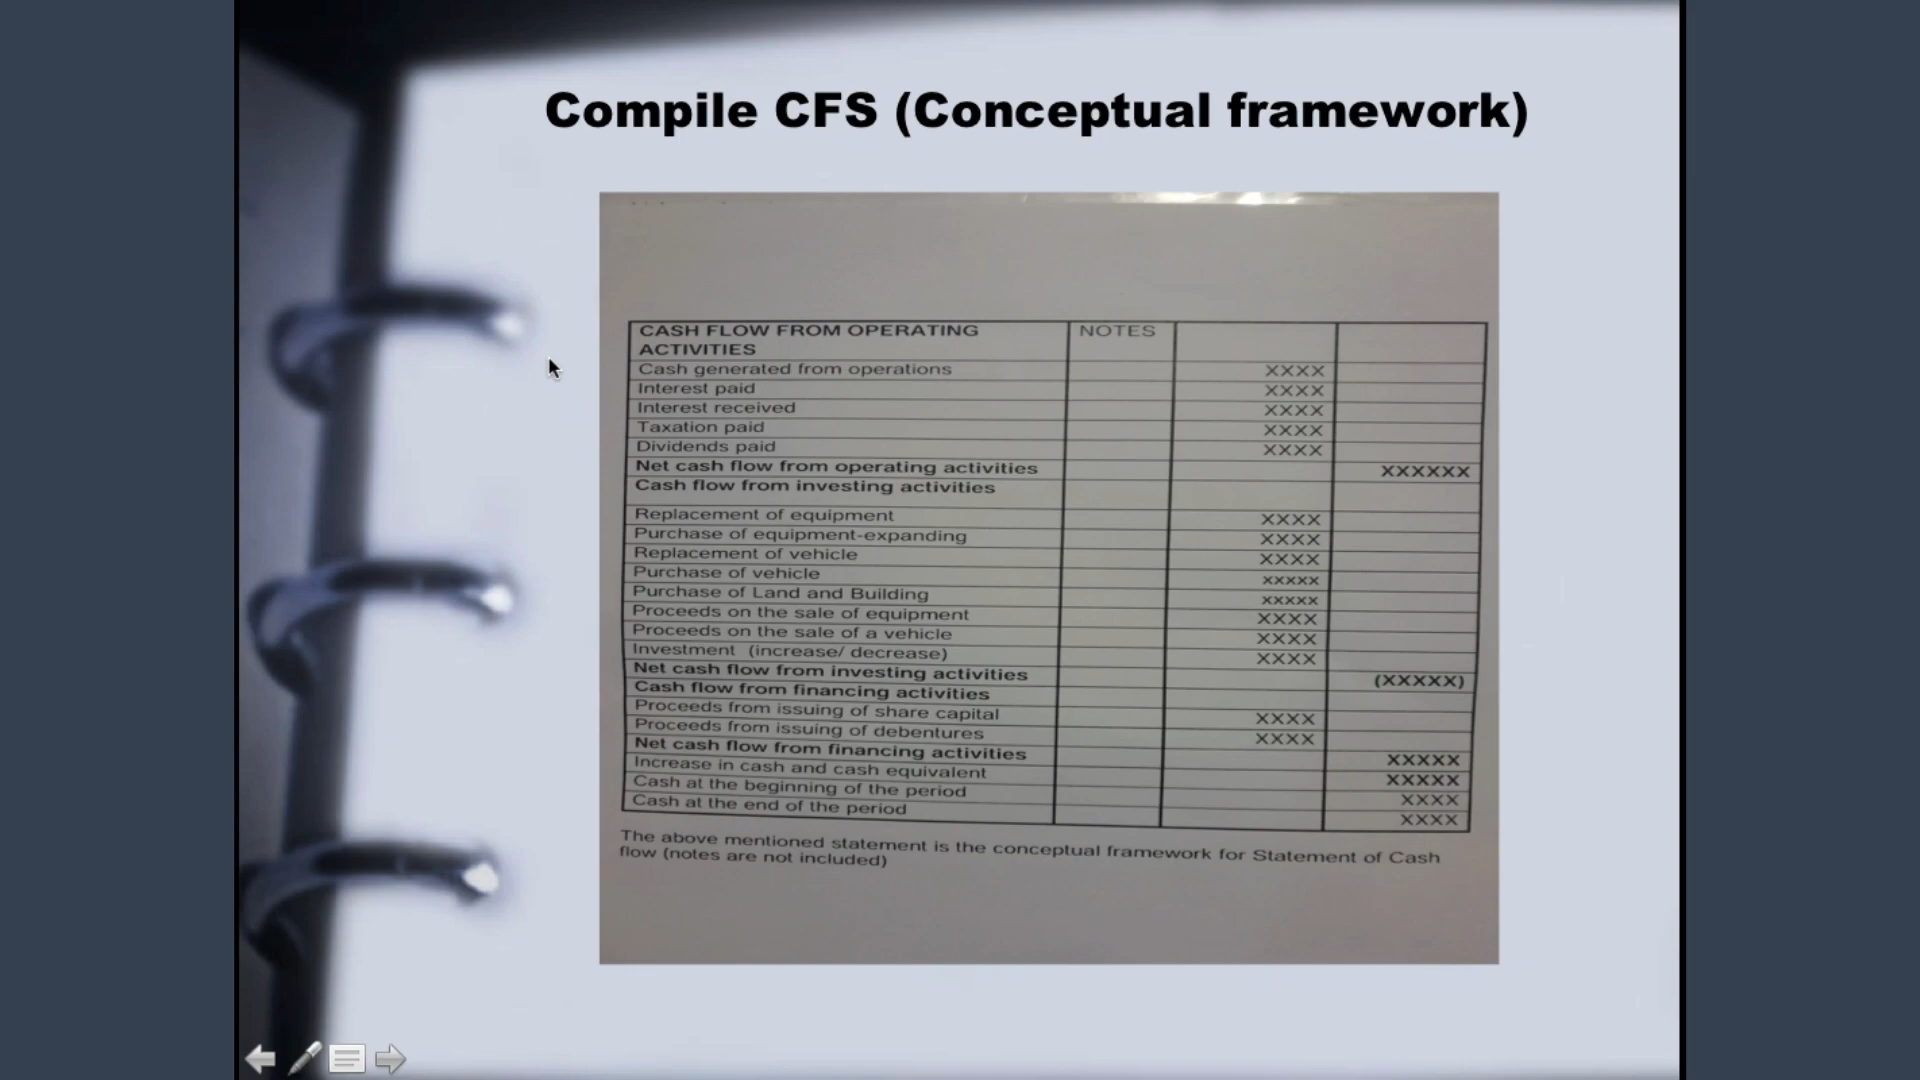 Compile CFS (Conceptual framework)
CASH FLOW FROM OPERATING NOTES
ACTIVITIES
Cash generated from operations XXXX
Interest paid XXXX
Interest received XXXX
Taxation paid XXXX
Dividends paid XXXX
Net cash flow from operating activities XXXXXX
Cash flow from investing activities
Replacement of equipment XXXX
Purchase of equipment-expanding XXXX
Replacement of vehicle XXXX
Purchase of vehicle xxxxx
Purchase of Land and Building xxxxx
Proceeds on the sale of equipment XXXX
Proceeds on the sale of a vehicle XXXX
Investment (increase/ decrease) XXXX
Net cash flow from investing activities (XXXXX)
Cash flow from financing activities
Proceeds from issuing of share capital XXXX
Proceeds from issuing of debentures XXXX
Net cash flow from financing activities XXXXX
Increase in cash and cash equivalent XXXXX
Cash at the beginning of the period XXXX
Cash at the end of the period XXXX
The above mentioned statement is the conceptual framework for Statement of Cash
flow (notes are not included)